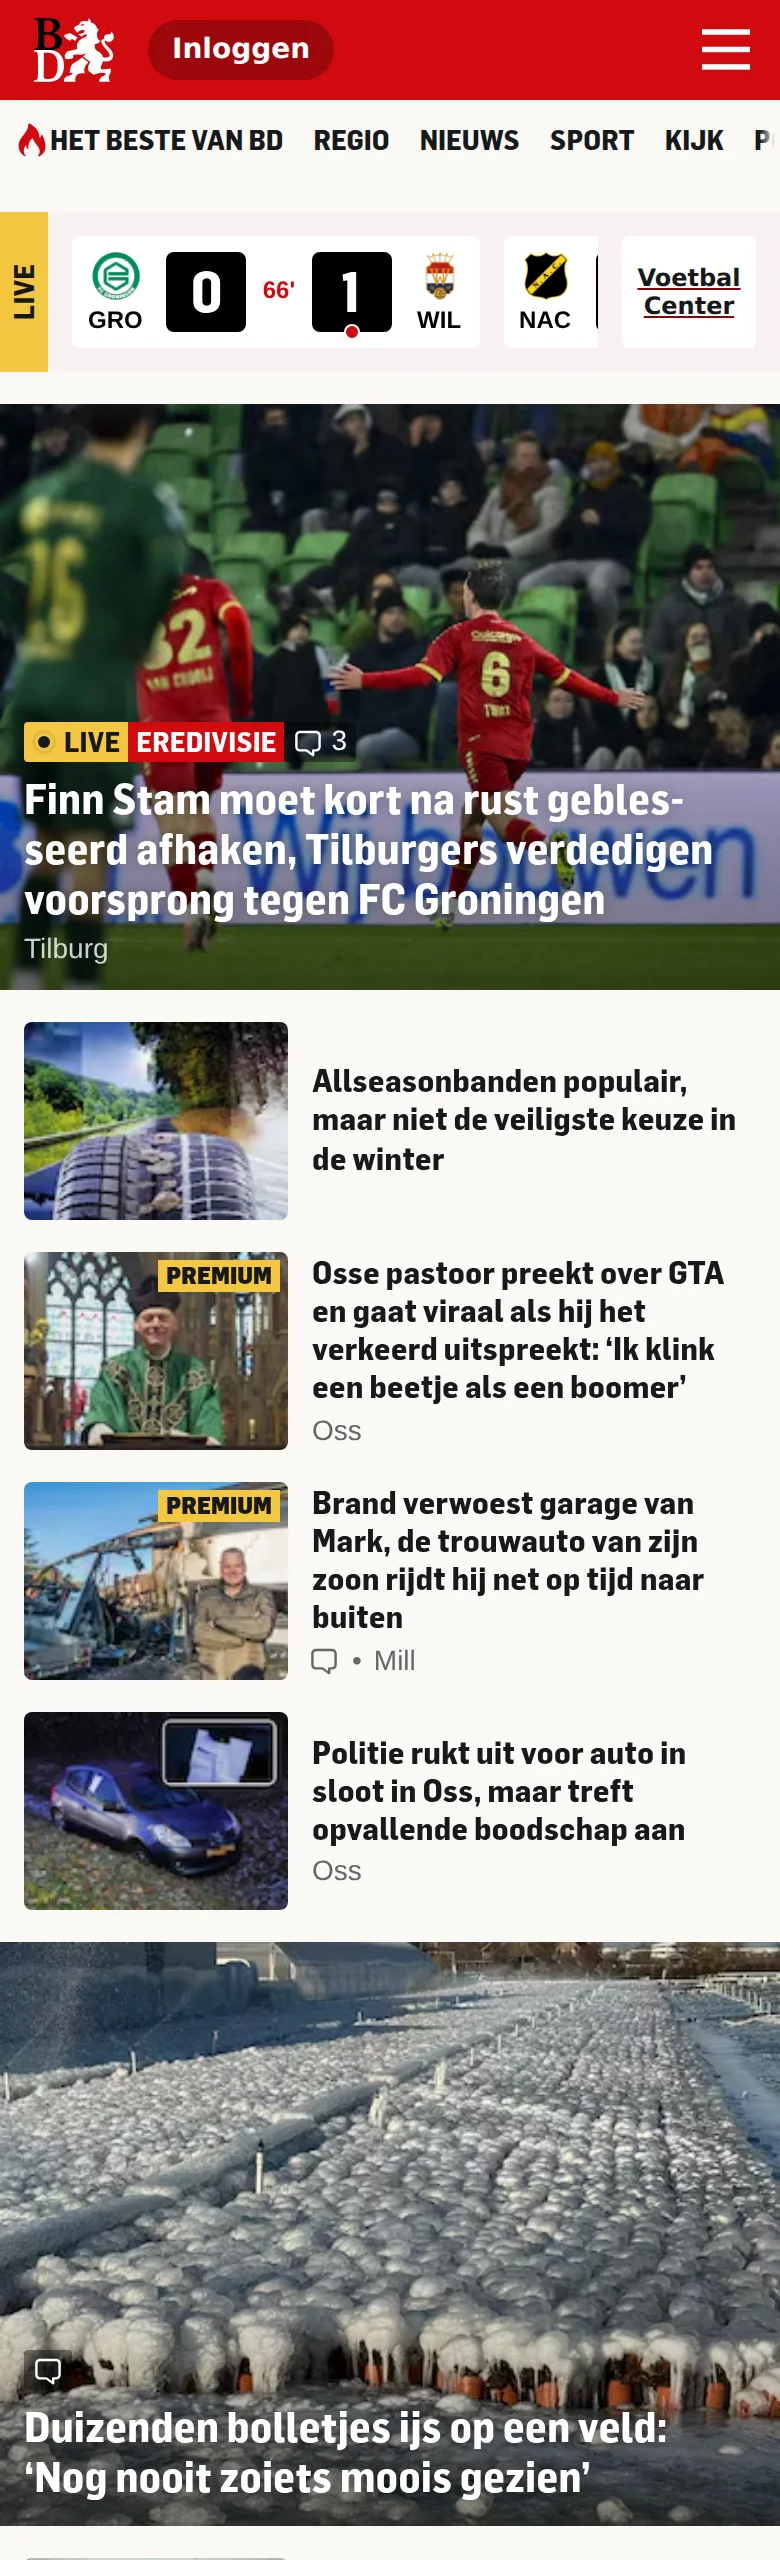 B
D
Inloggen
HET BESTE VAN BD REGIO NIEUWS SPORT KIJK
LIVE
GRO 0 66' 1 WIL
NAC
Voetbal
Center
32
6
LIVE EREDIVISIE 3
Finn Stam moet kort na rust gebles-
seerd afhaken, Tilburgers verdedigen
voorsprong tegen FC Groningen
Tilburg
Allseasonbanden populair,
maar niet de veiligste keuze in
de winter
PREMIUM
Osse pastoor preekt over GTA
en gaat viraal als hij het
verkeerd uitspreekt: ‘Ik klink
een beetje als een boomer’
Oss
PREMIUM
Brand verwoest garage van
Mark, de trouwauto van zijn
zoon rijdt hij net op tijd naar
buiten
• Mill
Politie rukt uit voor auto in
sloot in Oss, maar treft
opvallende boodschap aan
Oss
Duizenden bolletjes ijs op een veld:
‘Nog nooit zoiets moois gezien’